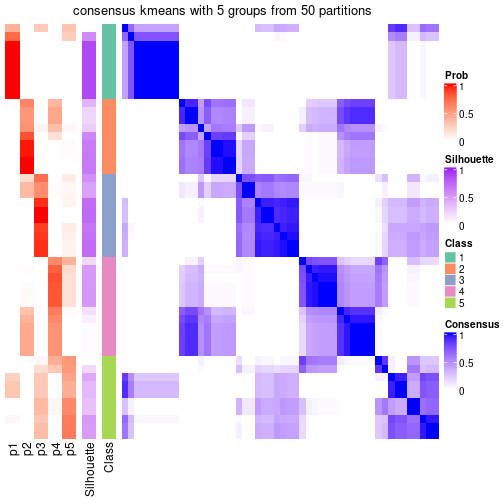 consensus kmeans with 5 groups from 50 partitions
Prob
1
0.5
0
Silhouette
1
0.5
0
Class
1
2
3
4
5
Consensus
1
0.5
0
p1
p2
p3
p4
p5
Silhouette
Class